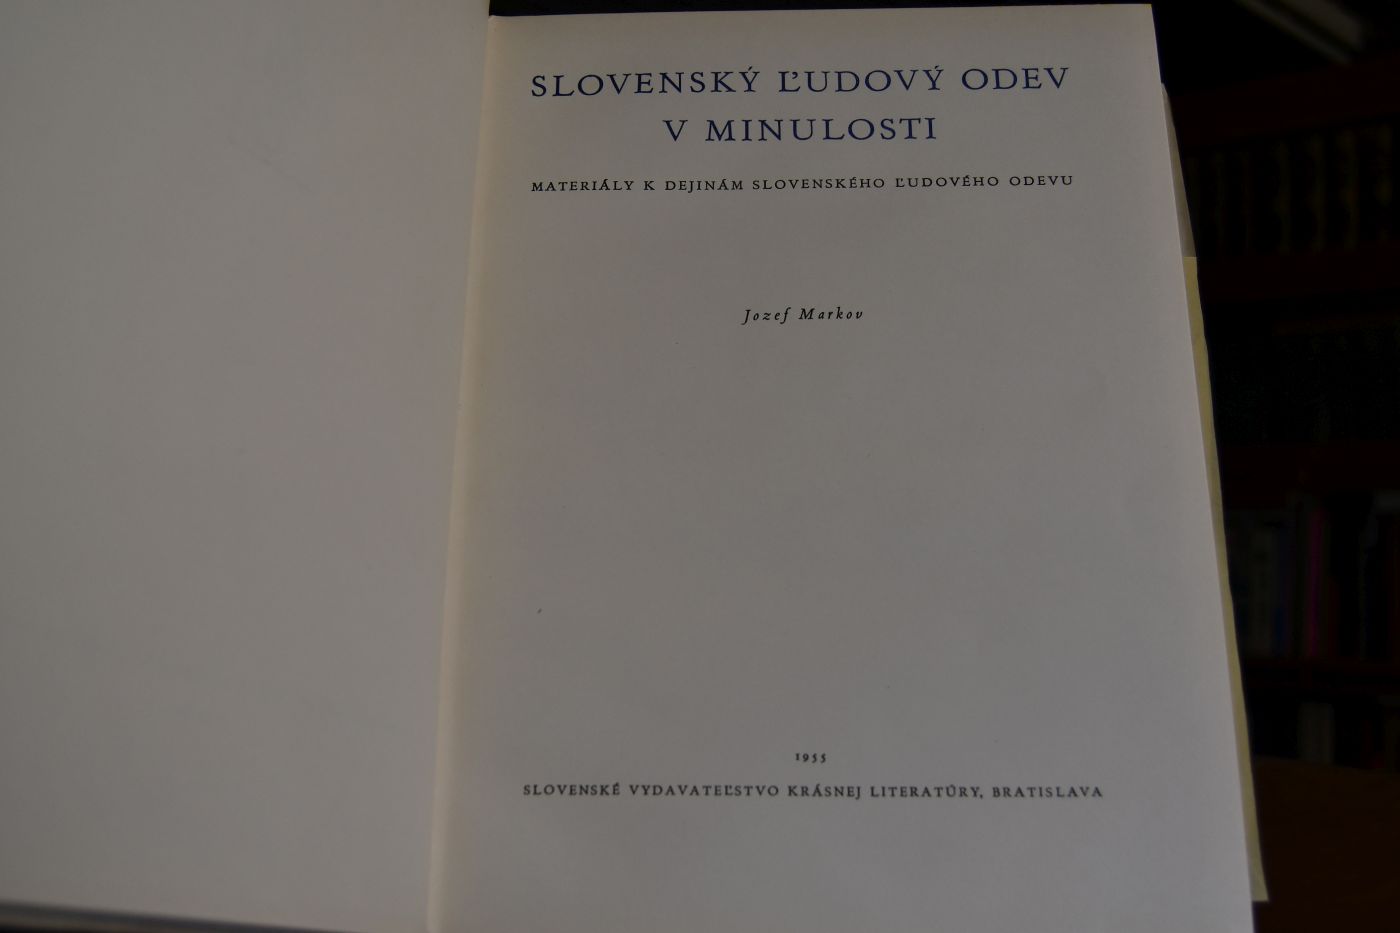 SLOVENSKÝ ĽUDOVÝ ODEV
V MINULOSTI
MATERIÁLY K DEJINÁM SLOVENSKÉHO ĽUDOVÉHO ODEVU
Jozef Markov
1955
SLOVENSKÉ VYDAVATEĽSTVO KRÁSNEJ LITERATÚRY, BRATISLAVA